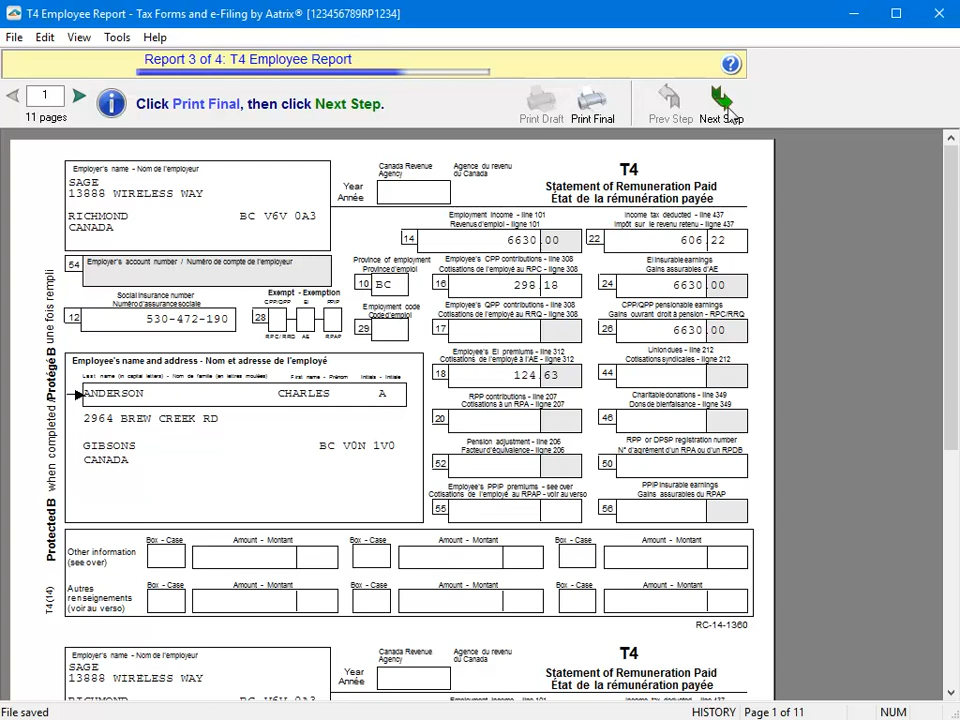 T4 Employee Report - Tax Forms and e-Filing by Aatrix® [123456789RP1234]
File Edit View Tools Help
Report 3 of 4: T4 Employee Report
1
11 pages
Click Print Final, then click Next Step.
Print Draft Print Final Prev Step Next Step
Employer's name - Nom de l'employeur
SAGE
13888 WIRELESS WAY
RICHMOND BC V6V 0A3
CANADA
Year
Année
Canada Revenue
Agency
Agence du revenu
du Canada
T4
Statement of Remuneration Paid
État de la rémunération payée
54 Employer's account number / Numéro de compte de l'employeur
Social insurance number
Numéro d'assurance sociale
12 530-472-190
Exempt - Exemption
CPP/QPP EI PPIP
28
RPC/RRQ AE RPAP
Province of employment
Province d'emploi
10 BC
Employment code
Code d'emploi
29
Employment income - line 101
Revenus d'emploi - ligne 101
14 6630.00
Income tax deducted - line 437
Impôt sur le revenu retenu - ligne 437
22 606.22
Employee's CPP contributions - line 308
Cotisations de l'employé au RPC - ligne 308
16 298.18
EI insurable earnings
Gains assurables d'AE
24 6630.00
Employee's QPP contributions - line 308
Cotisations de l'employé au RRQ - ligne 308
17
CPP/QPP pensionable earnings
Gains ouvrant droit à pension - RPC/RRQ
26 6630.00
Employee's EI premiums - line 312
Cotisations de l'employé à l'AE - ligne 312
18 124.63
Union dues - line 212
Cotisations syndicales - ligne 212
44
RPP contributions - line 207
Cotisations à un RPA - ligne 207
20
Charitable donations - line 349
Dons de bienfaisance - ligne 349
46
Pension adjustment - line 206
Facteur d'équivalence - ligne 206
52
RPP or DPSP registration number
N° d'agrément d'un RPA ou d'un RPDB
50
Employee's PPIP premiums - see over
Cotisations de l'employé au RPAP - voir au verso
55
PPIP insurable earnings
Gains assurables du RPAP
56
Employee's name and address - Nom et adresse de l'employé
Last name (in capital letters) - Nom de famille (en lettres moulées) First name - Prénom Initials - Initiale
ANDERSON CHARLES A
2964 BREW CREEK RD
GIBSONS BC V0N 1V0
CANADA
Protected B when completed / Protégé B une fois rempli
T4 (14)
Other information
(see over)
Box - Case Amount - Montant Box - Case Amount - Montant Box - Case Amount - Montant
Autres
renseignements
(voir au verso)
Box - Case Amount - Montant Box - Case Amount - Montant Box - Case Amount - Montant
RC-14-1360
Employer's name - Nom de l'employeur
SAGE
13888 WIRELESS WAY
Year
Année
Canada Revenue
Agency
Agence du revenu
du Canada
T4
Statement of Remuneration Paid
État de la rémunération payée
File saved HISTORY Page 1 of 11 NUM